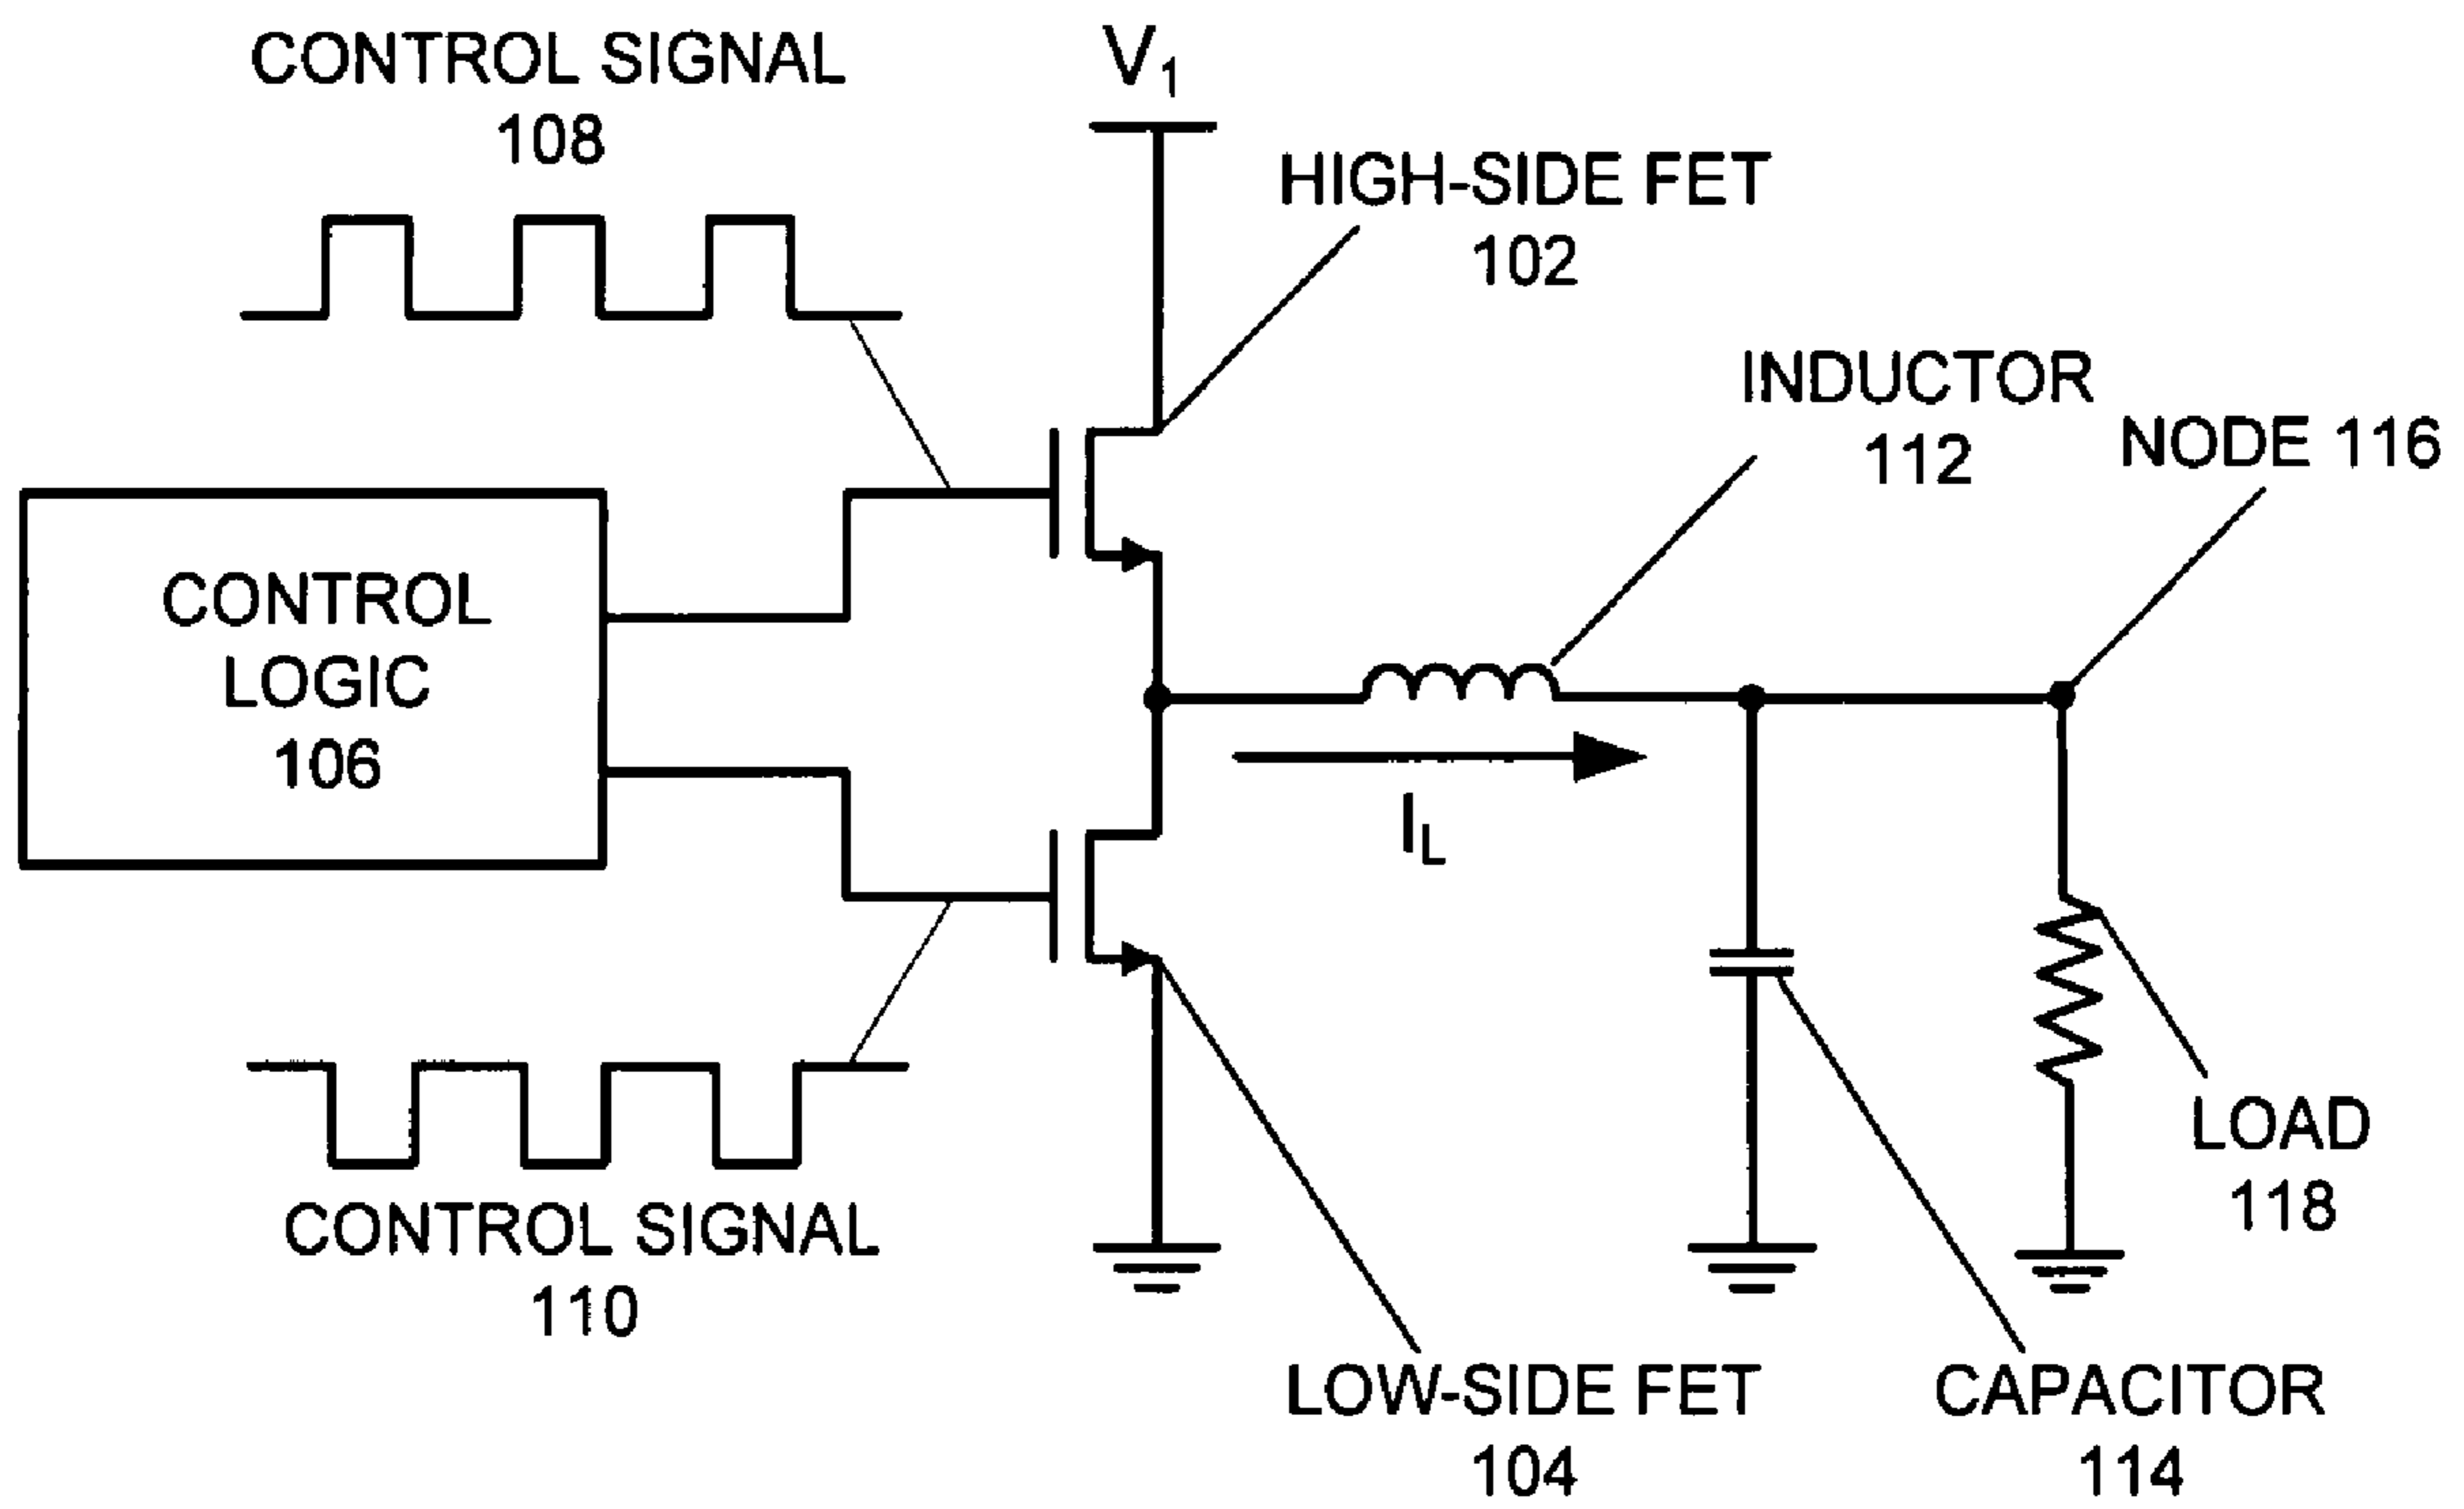 CONTROL SIGNAL
108
V1
HIGH-SIDE FET
102
INDUCTOR
112
NODE 116
CONTROL
LOGIC
106
IL
LOAD
118
CONTROL SIGNAL
110
LOW-SIDE FET
104
CAPACITOR
114